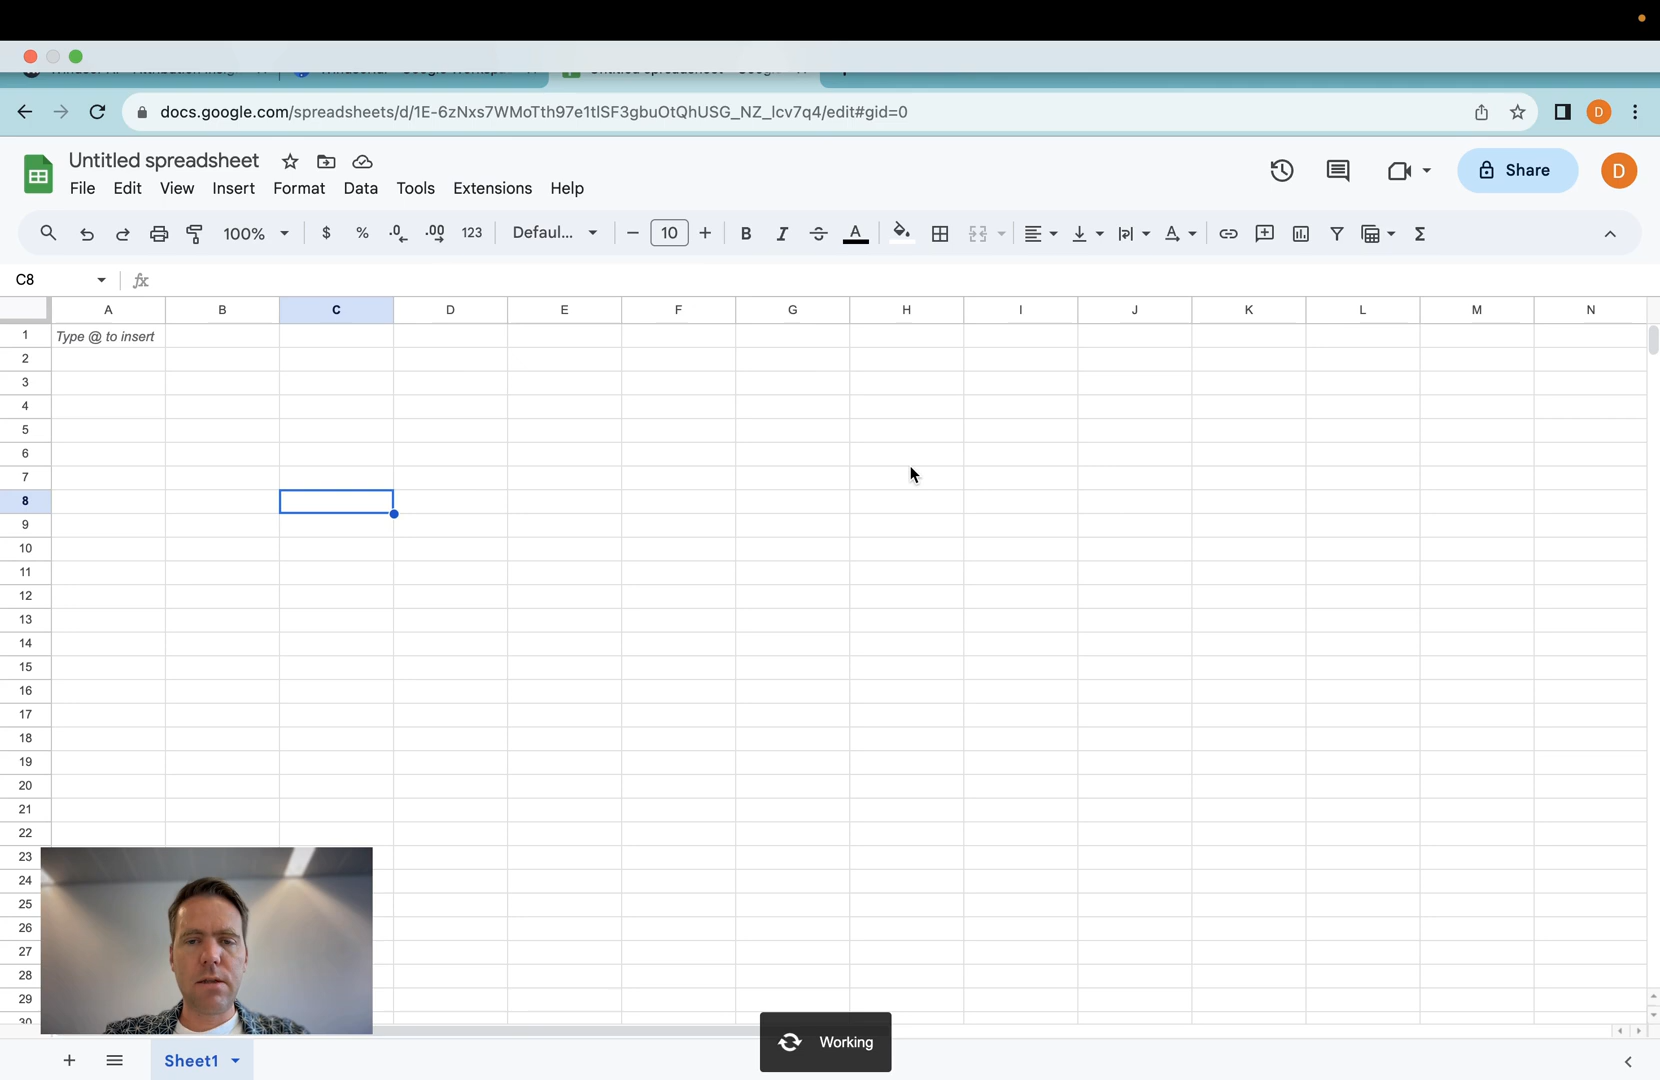 docs.google.com/spreadsheets/d/1E-6zNxs7WMoTth97e1tlSF3gbuOtQhUSG_NZ_lcv7q4/edit#gid=0
D
Untitled spreadsheet
File Edit View Insert Format Data Tools Extensions Help
Share
D
100% $ % .0 .00 123 Defaul... − 10 + B I S A Σ
C8 fx
A B C D E F G H I J K L M N
1 Type @ to insert
2
3
4
5
6
7
8
9
10
11
12
13
14
15
16
17
18
19
20
21
22
23
24
25
26
27
28
29
30
Working
Sheet1